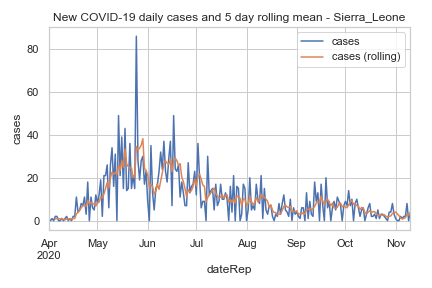 New COVID-19 daily cases and 5 day rolling mean - Sierra_Leone
cases
cases (rolling)
80
60
40
20
0
cases
Apr
2020
May
Jun
Jul
Aug
Sep
Oct
Nov
dateRep